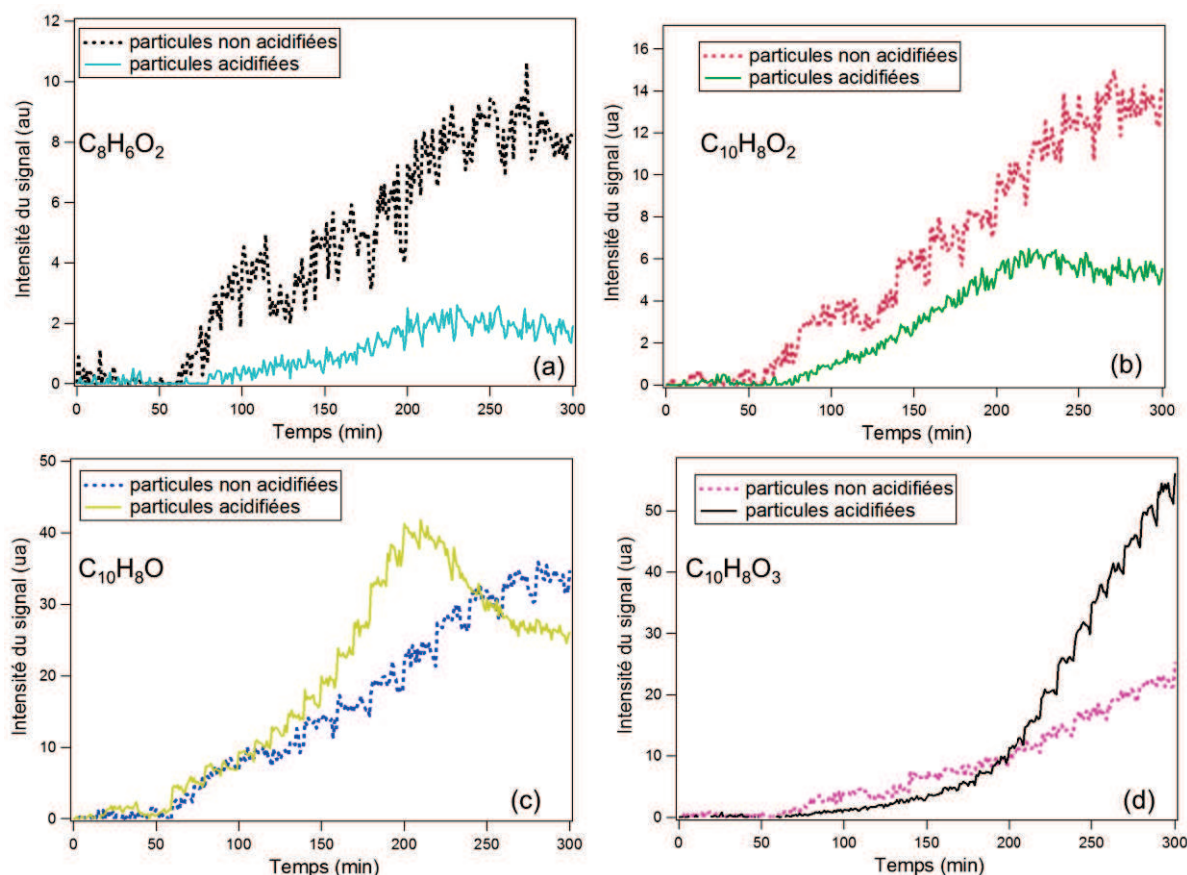 12
10
8
6
4
2
0
Intensité du signal (au)
particules non acidifiées
particules acidifiées
C8H6O2
(a)
0
50
100
150
200
250
300
Temps (min)
16
14
12
10
8
6
4
2
0
Intensité du signal (ua)
particules non acidifiées
particules acidifiées
C10H8O2
(b)
0
50
100
150
200
250
300
Temps (min)
50
40
30
20
10
0
Intensité du signal (ua)
particules non acidifiées
particules acidifiées
C10H8O
(c)
0
50
100
150
200
250
300
Temps (min)
50
40
30
20
10
0
Intensité du signal (ua)
particules non acidifiées
particules acidifiées
C10H8O3
(d)
0
50
100
150
200
250
300
Temps (min)